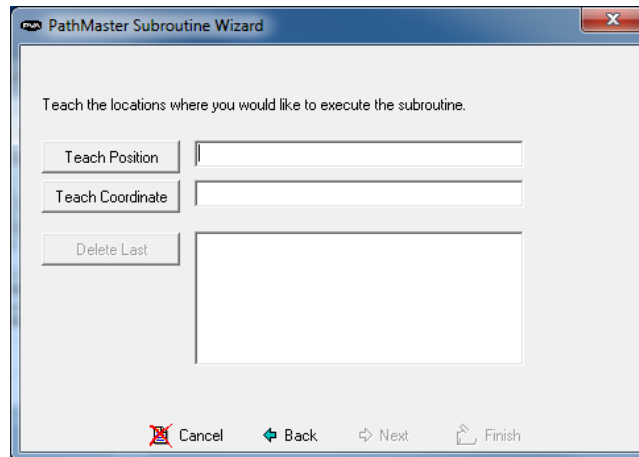 PVA PathMaster Subroutine Wizard
Teach the locations where you would like to execute the subroutine.
Teach Position
Teach Coordinate
Delete Last
Cancel Back Next Finish